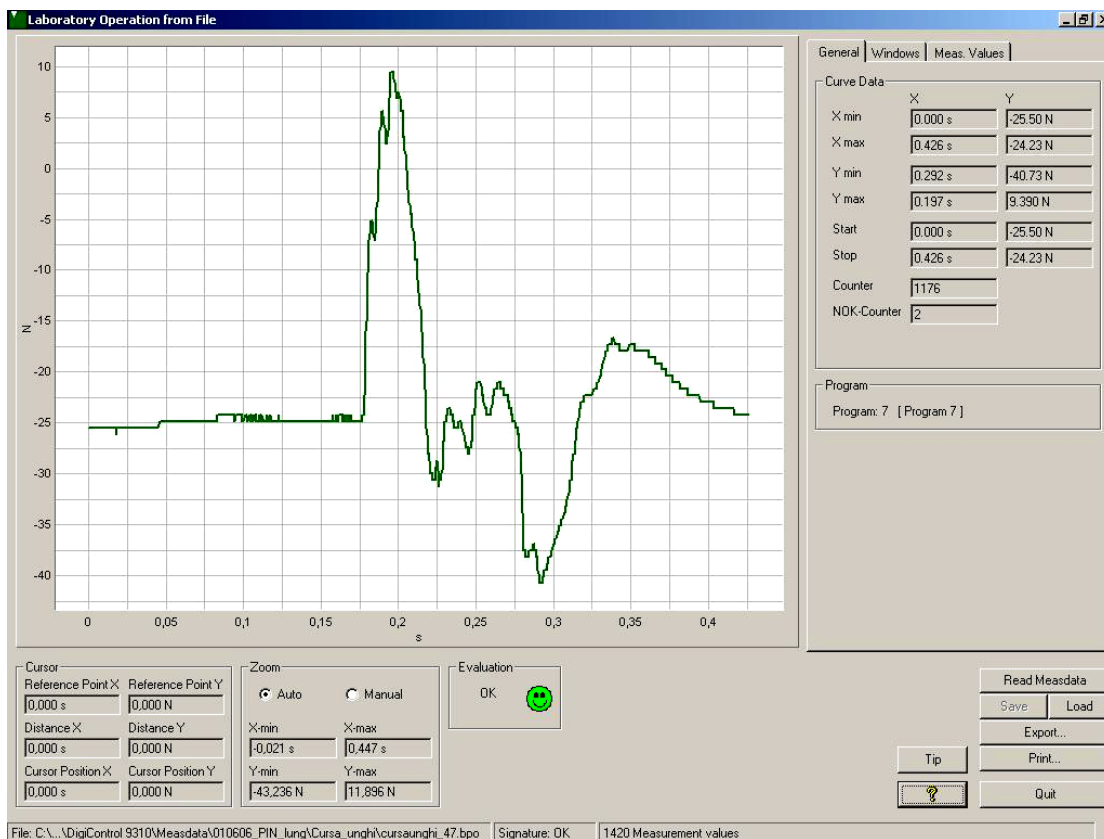 Laboratory Operation from File
10
5
0
-5
-10
-15
-20
-25
-30
-35
-40
N
0 0,05 0,1 0,15 0,2 0,25 0,3 0,35 0,4
s
General Windows Meas. Values
Curve Data
X Y
X min 0.000 s -25.50 N
X max 0.426 s -24.23 N
Y min 0.292 s -40.73 N
Y max 0.197 s 9.390 N
Start 0.000 s -25.50 N
Stop 0.426 s -24.23 N
Counter 1176
NOK-Counter 2
Program
Program: 7 [ Program 7 ]
Cursor
Reference Point X Reference Point Y
0,000 s 0,000 N
Distance X Distance Y
0,000 s 0,000 N
Cursor Position X Cursor Position Y
0,000 s 0,000 N
Zoom
Auto Manual
X-min X-max
-0,021 s 0,447 s
Y-min Y-max
-43,236 N 11,896 N
Evaluation
OK
Read Measdata
Save Load
Export...
Tip Print...
? Quit
File: C:\...\DigiControl 9310\Measdata\010606_PIN_lung\Cursa_unghi\cursaunghi_47.bpo Signature: OK 1420 Measurement values